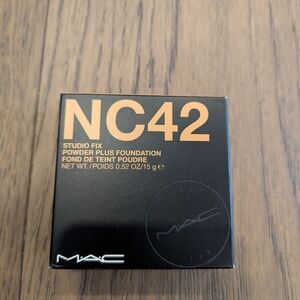 NC42
STUDIO FIX
POWDER PLUS FOUNDATION
FOND DE TEINT POUDRE
NET WT./POIDS 0.52 OZ/15 g ℮
MAC
MAC